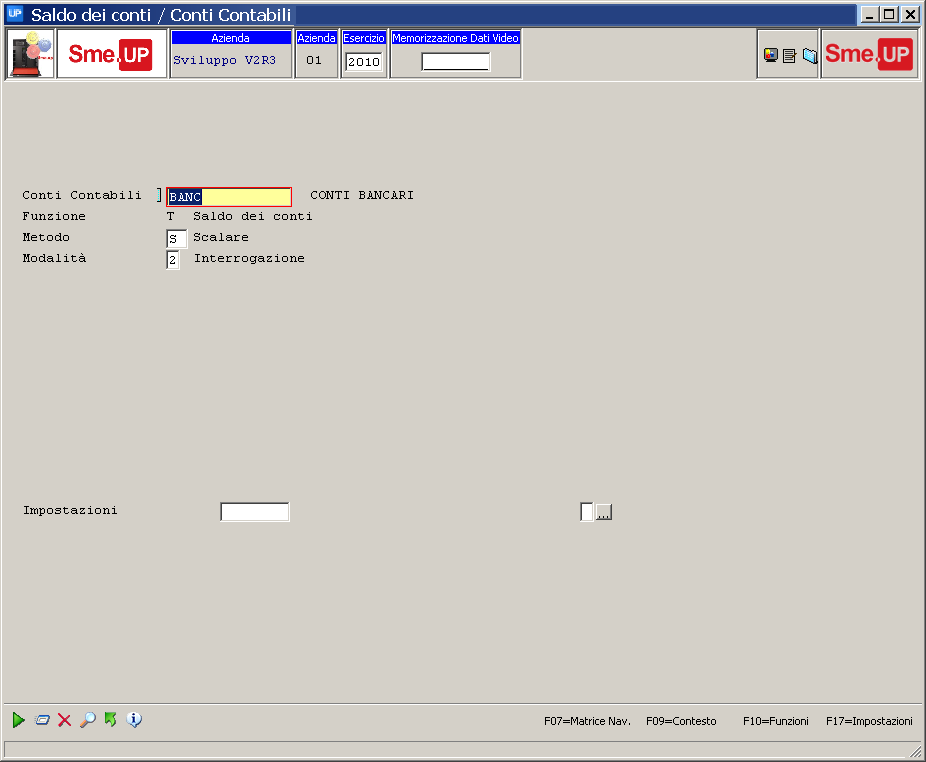 UP Saldo dei conti / Conti Contabili
Sme.UP
Azienda
Sviluppo V2R3
Azienda
01
Esercizio
2010
Memorizzazione Dati Video
Sme.UP
Conti Contabili ] BANC CONTI BANCARI
Funzione T Saldo dei conti
Metodo S Scalare
Modalità 2 Interrogazione
Impostazioni ...
F07=Matrice Nav. F09=Contesto F10=Funzioni F17=Impostazioni